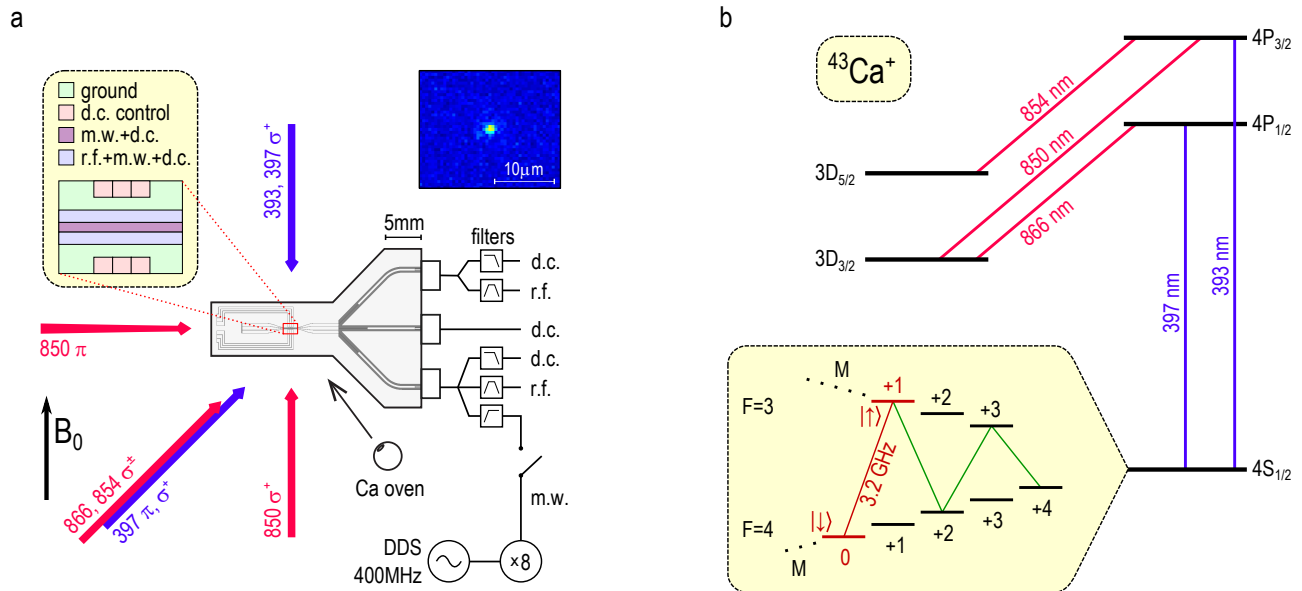 a
ground
d.c. control
m.w.+d.c.
r.f.+m.w.+d.c.
393, 397 σ⁺
10μm
5mm
filters
d.c.
r.f.
d.c.
d.c.
r.f.
850 π
B₀
866, 854 σ±
397 π, σ⁺
850 σ⁺
Ca oven
m.w.
DDS
400MHz
×8
b
⁴³Ca⁺
4P₃/₂
4P₁/₂
854 nm
850 nm
866 nm
3D₅/₂
3D₃/₂
397 nm
393 nm
4S₁/₂
M
F=3
+1
+2
+3
|↑⟩
3.2 GHz
|↓⟩
F=4
M
0
+1
+2
+3
+4